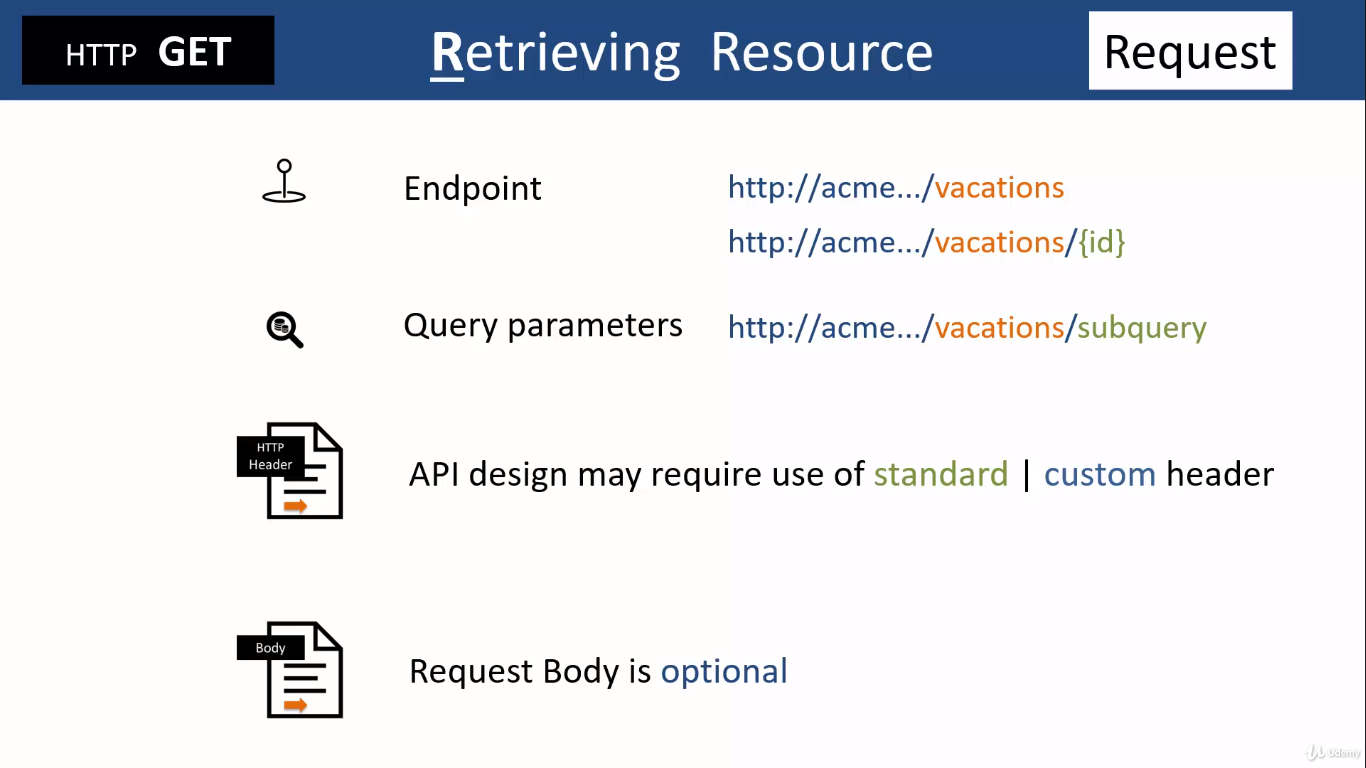 HTTP GET
Retrieving Resource
Request
Endpoint
http://acme.../vacations
http://acme.../vacations/{id}
Query parameters
http://acme.../vacations/subquery
HTTP
Header
API design may require use of standard | custom header
Body
Request Body is optional
Udemy